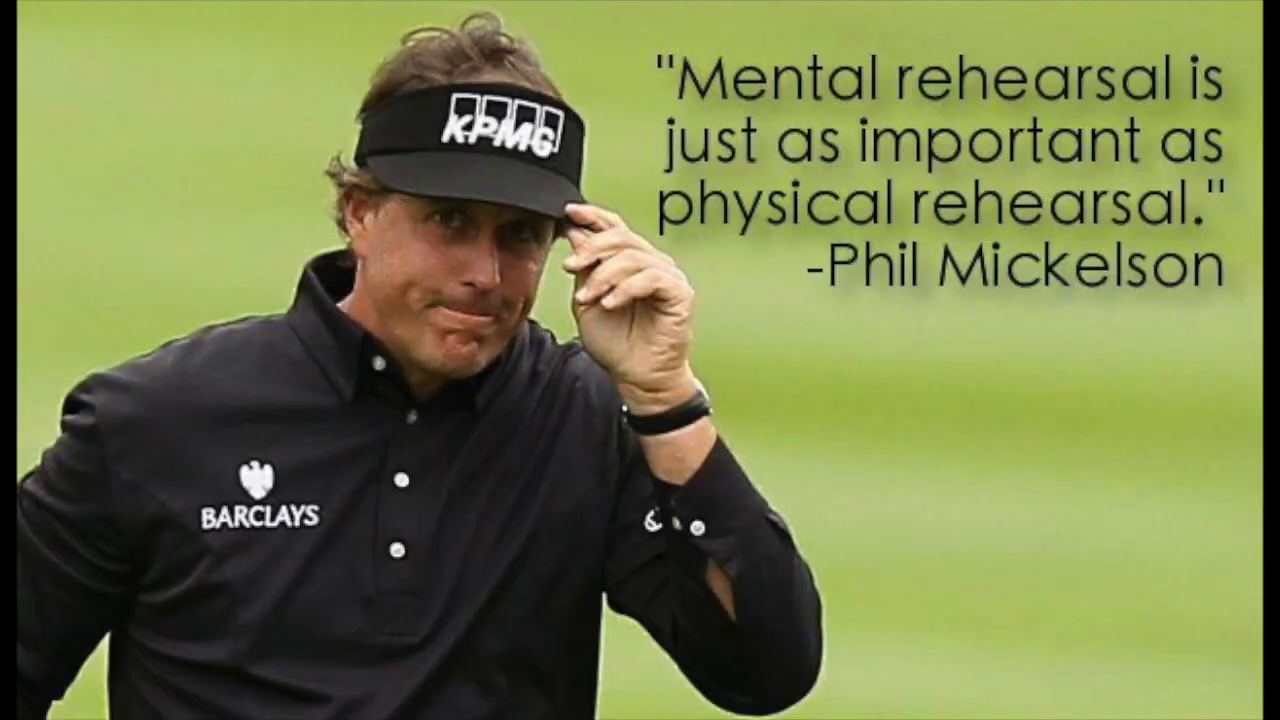 "Mental rehearsal is
just as important as
physical rehearsal."
-Phil Mickelson
KPMG
BARCLAYS